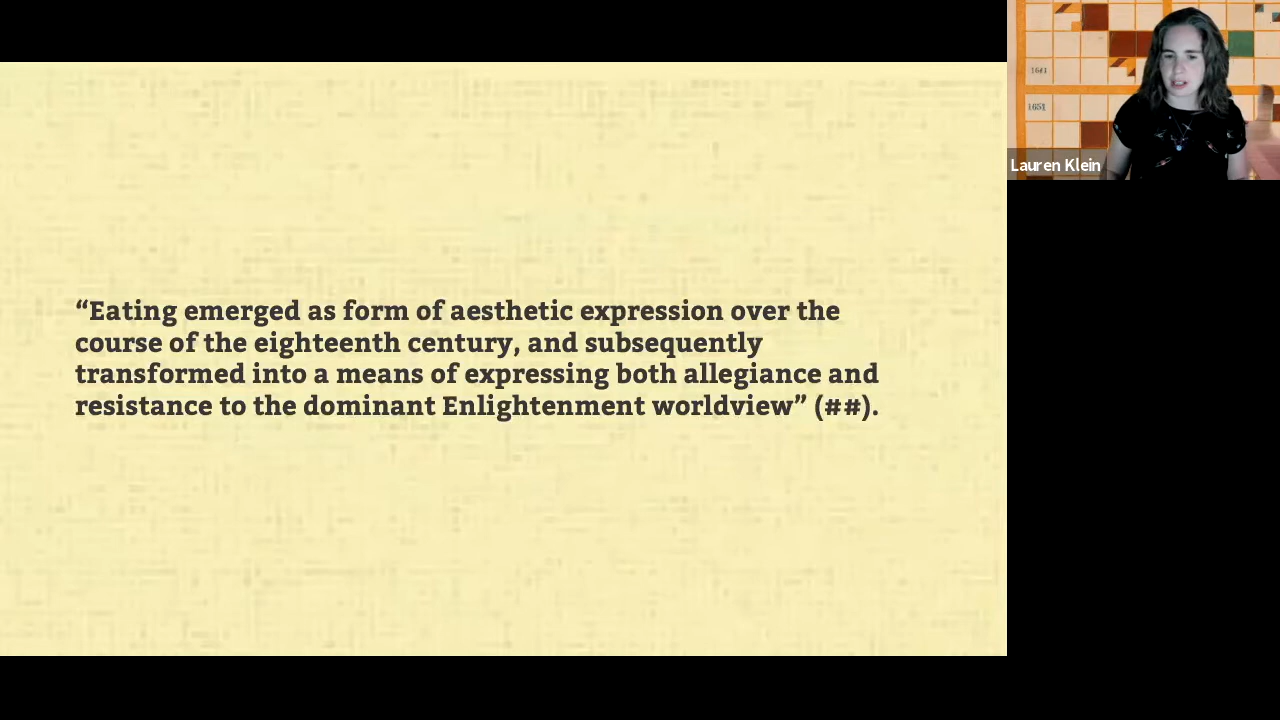 “Eating emerged as form of aesthetic expression over the
course of the eighteenth century, and subsequently
transformed into a means of expressing both allegiance and
resistance to the dominant Enlightenment worldview” (##).
1641
1651
Lauren Klein